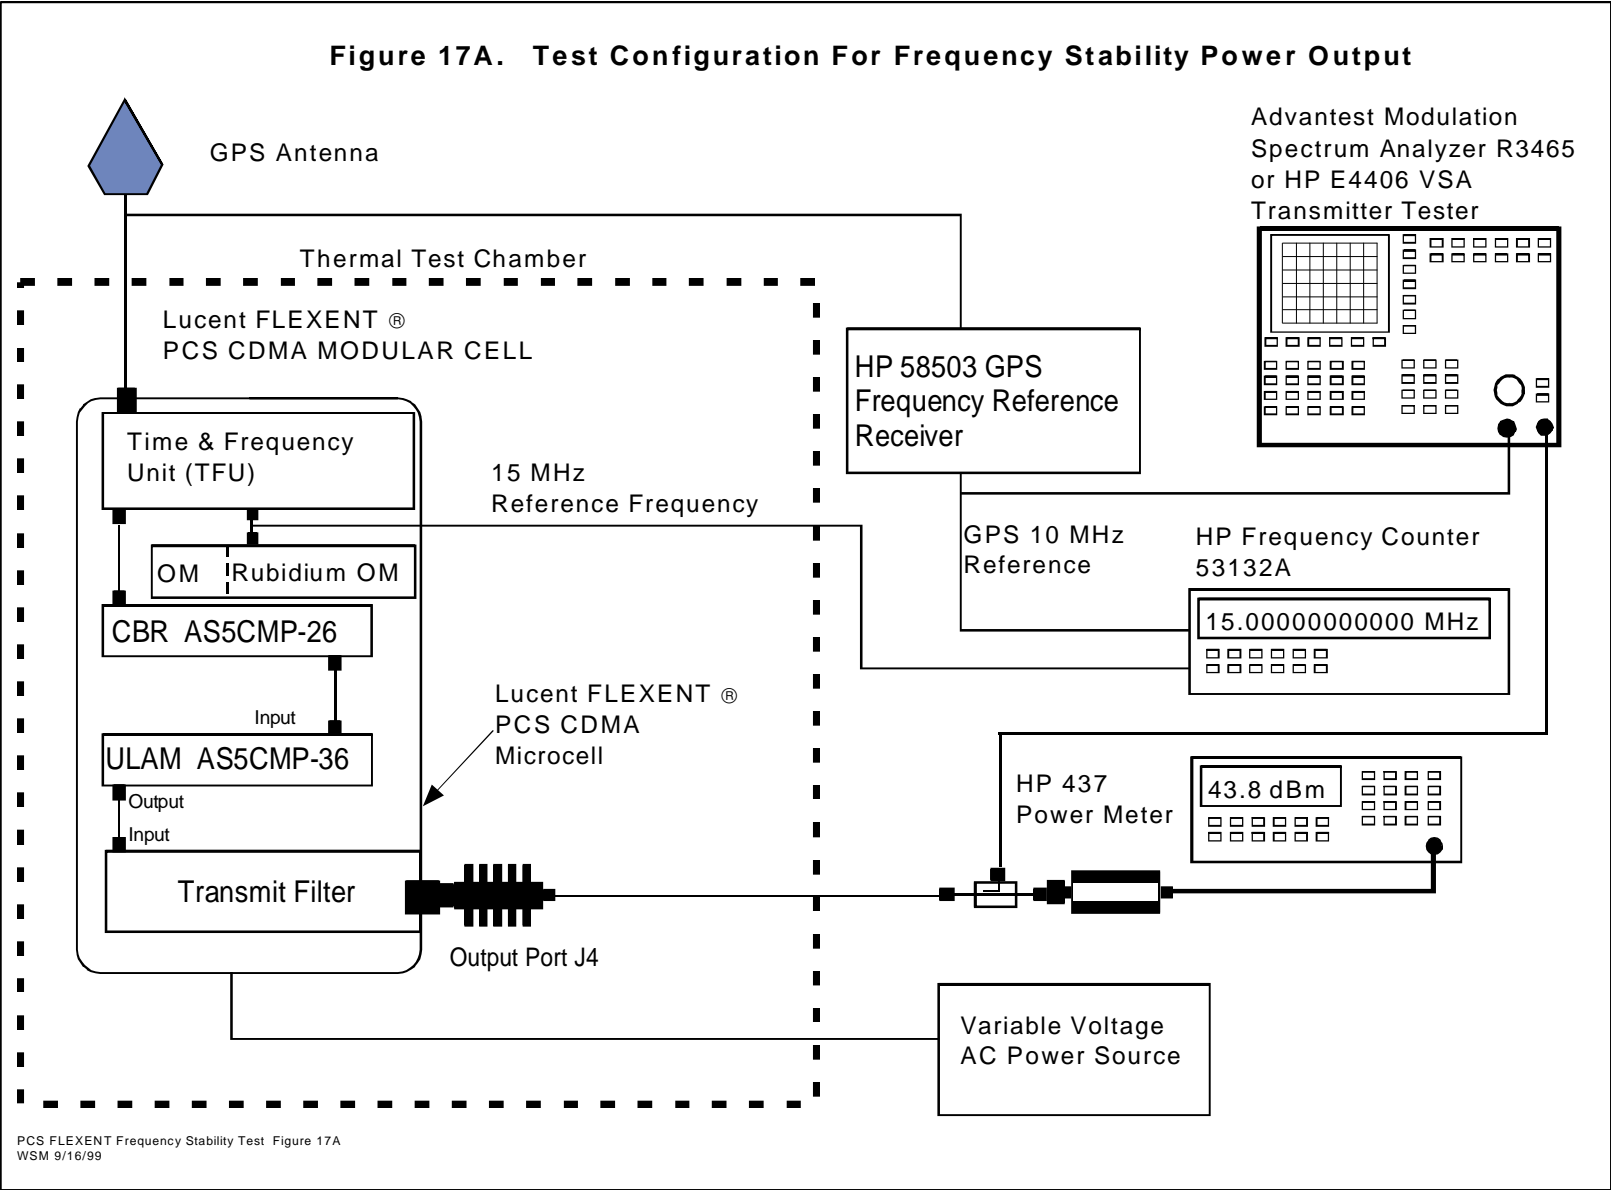 Figure 17A. Test Configuration For Frequency Stability Power Output
GPS Antenna
Advantest Modulation
Spectrum Analyzer R3465
or HP E4406 VSA
Transmitter Tester
Thermal Test Chamber
Lucent FLEXENT ®
PCS CDMA MODULAR CELL
HP 58503 GPS
Frequency Reference
Receiver
Time & Frequency
Unit (TFU)
15 MHz
Reference Frequency
GPS 10 MHz
Reference
HP Frequency Counter
53132A
15.00000000000 MHz
OM
Rubidium OM
CBR AS5CMP-26
Input
ULAM AS5CMP-36
Output
Input
Lucent FLEXENT ®
PCS CDMA
Microcell
HP 437
Power Meter
43.8 dBm
Transmit Filter
Output Port J4
Variable Voltage
AC Power Source
PCS FLEXENT Frequency Stability Test Figure 17A
WSM 9/16/99